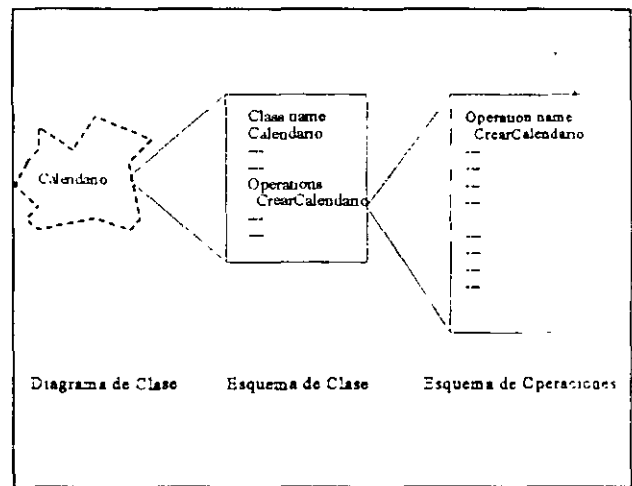 Calendario
Class name
Calendario
---
---
Operations
CrearCalendario
---
---
Operation name
CrearCalendario
---
---
---
---
---
---
---
---
Diagrama de Clase
Esquema de Clase
Esquema de Operaciones